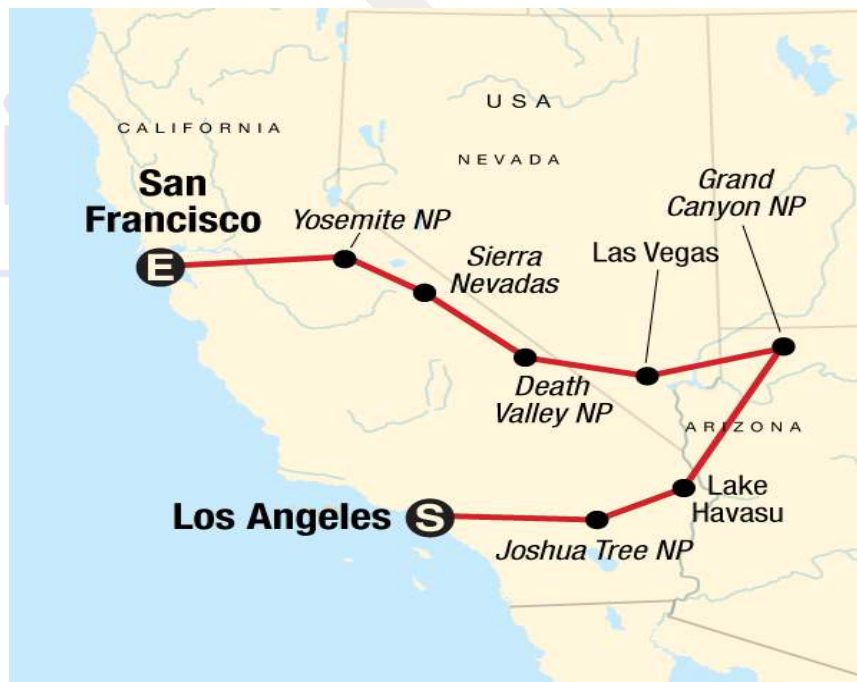 USA
CALIFORNIA
NEVADA
San
Francisco
E
Yosemite NP
Sierra
Nevadas
Las Vegas
Grand
Canyon NP
Death
Valley NP
ARIZONA
Los Angeles
S
Joshua Tree NP
Lake
Havasu